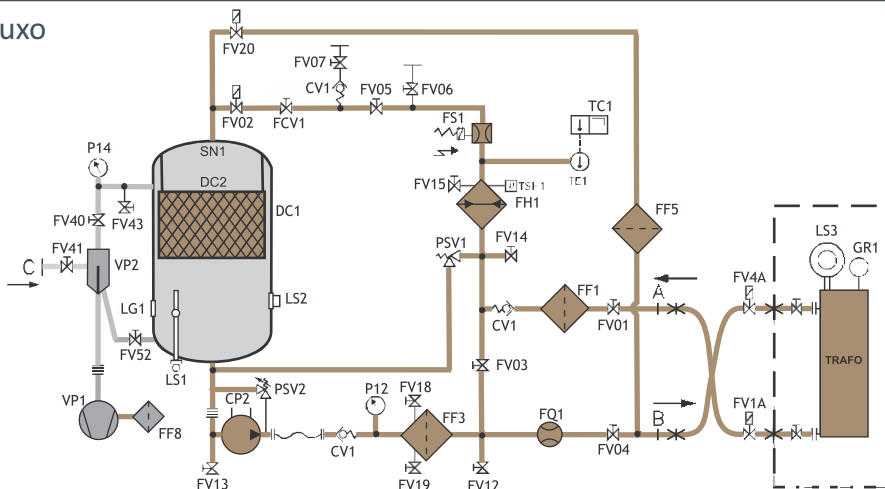 uxo
FV20
FV07
CV1
FV05
FV06
FV02
FCV1
FS1
TC1
P14
SN1
DC2
TE1
FV15
TSH1
FH1
DC1
FV40
FV43
FF5
FV41
C
VP2
PSV1
FV14
LS3
GR1
A
FV4A
FF1
LG1
LS2
CV1
FV01
FV52
LS1
FV03
TRAFO
CP2
PSV2
P12
FV18
VP1
FF8
FF3
FQ1
B
FV1A
CV1
FV04
FV13
FV19
FV12